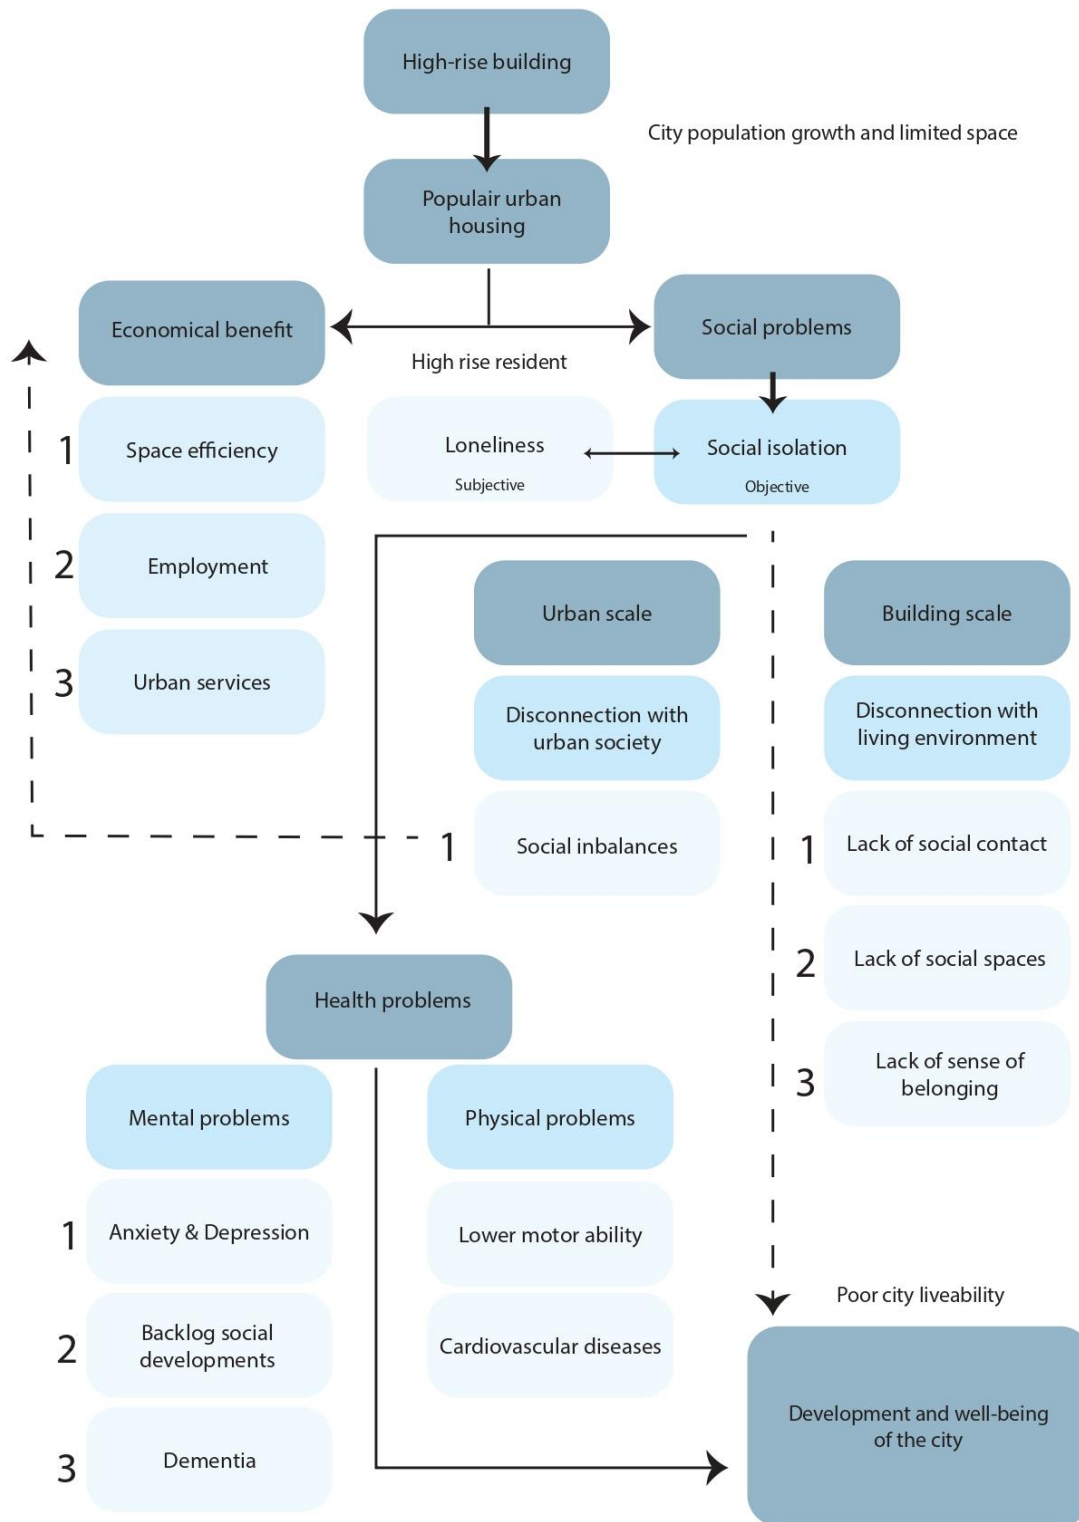 High-rise building
City population growth and limited space
Populair urban
housing
Economical benefit
Social problems
High rise resident
1
Space efficiency
Loneliness
Subjective
Social isolation
Objective
2
Employment
3
Urban services
Urban scale
Building scale
Disconnection with
urban society
Disconnection with
living environment
1
Social inbalances
1
Lack of social contact
2
Lack of social spaces
3
Lack of sense of
belonging
Health problems
Mental problems
Physical problems
1
Anxiety & Depression
Lower motor ability
2
Backlog social
developments
Cardiovascular diseases
3
Dementia
Poor city liveability
Development and well-being
of the city